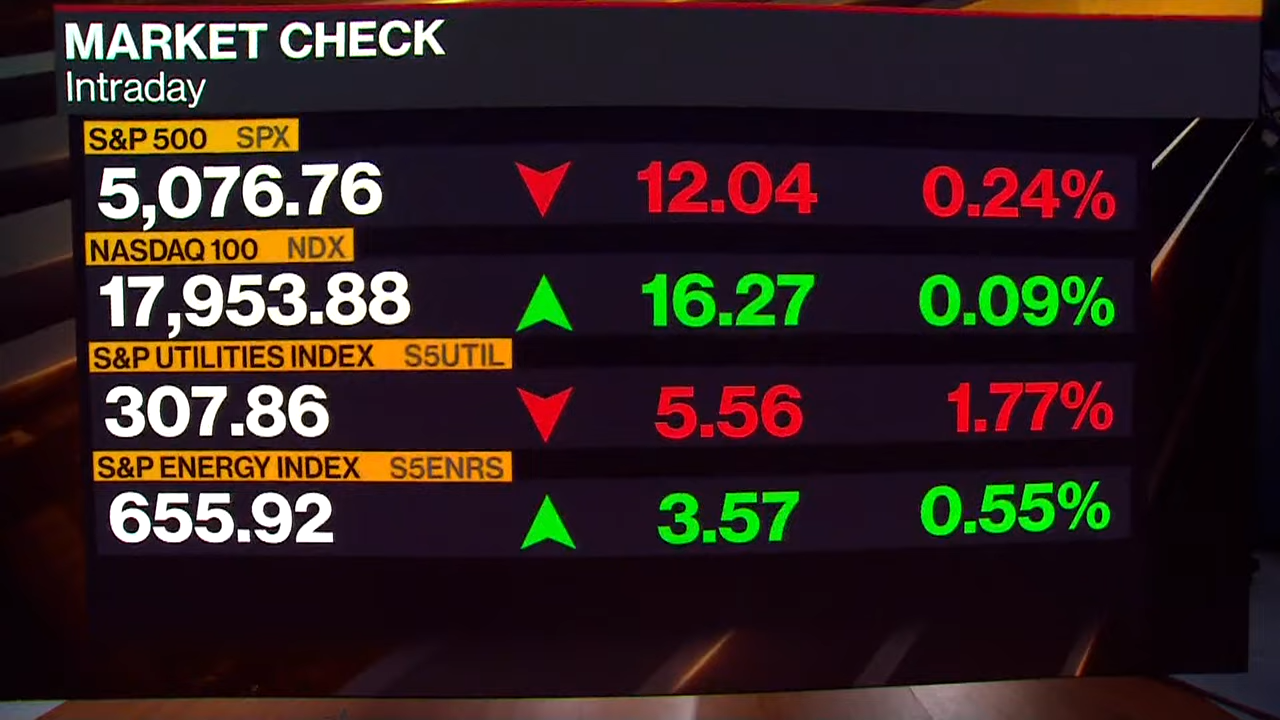 MARKET CHECK
Intraday
S&P 500 SPX
5,076.76 12.04 0.24%
NASDAQ 100 NDX
17,953.88 16.27 0.09%
S&P UTILITIES INDEX S5UTIL
307.86 5.56 1.77%
S&P ENERGY INDEX S5ENRS
655.92 3.57 0.55%